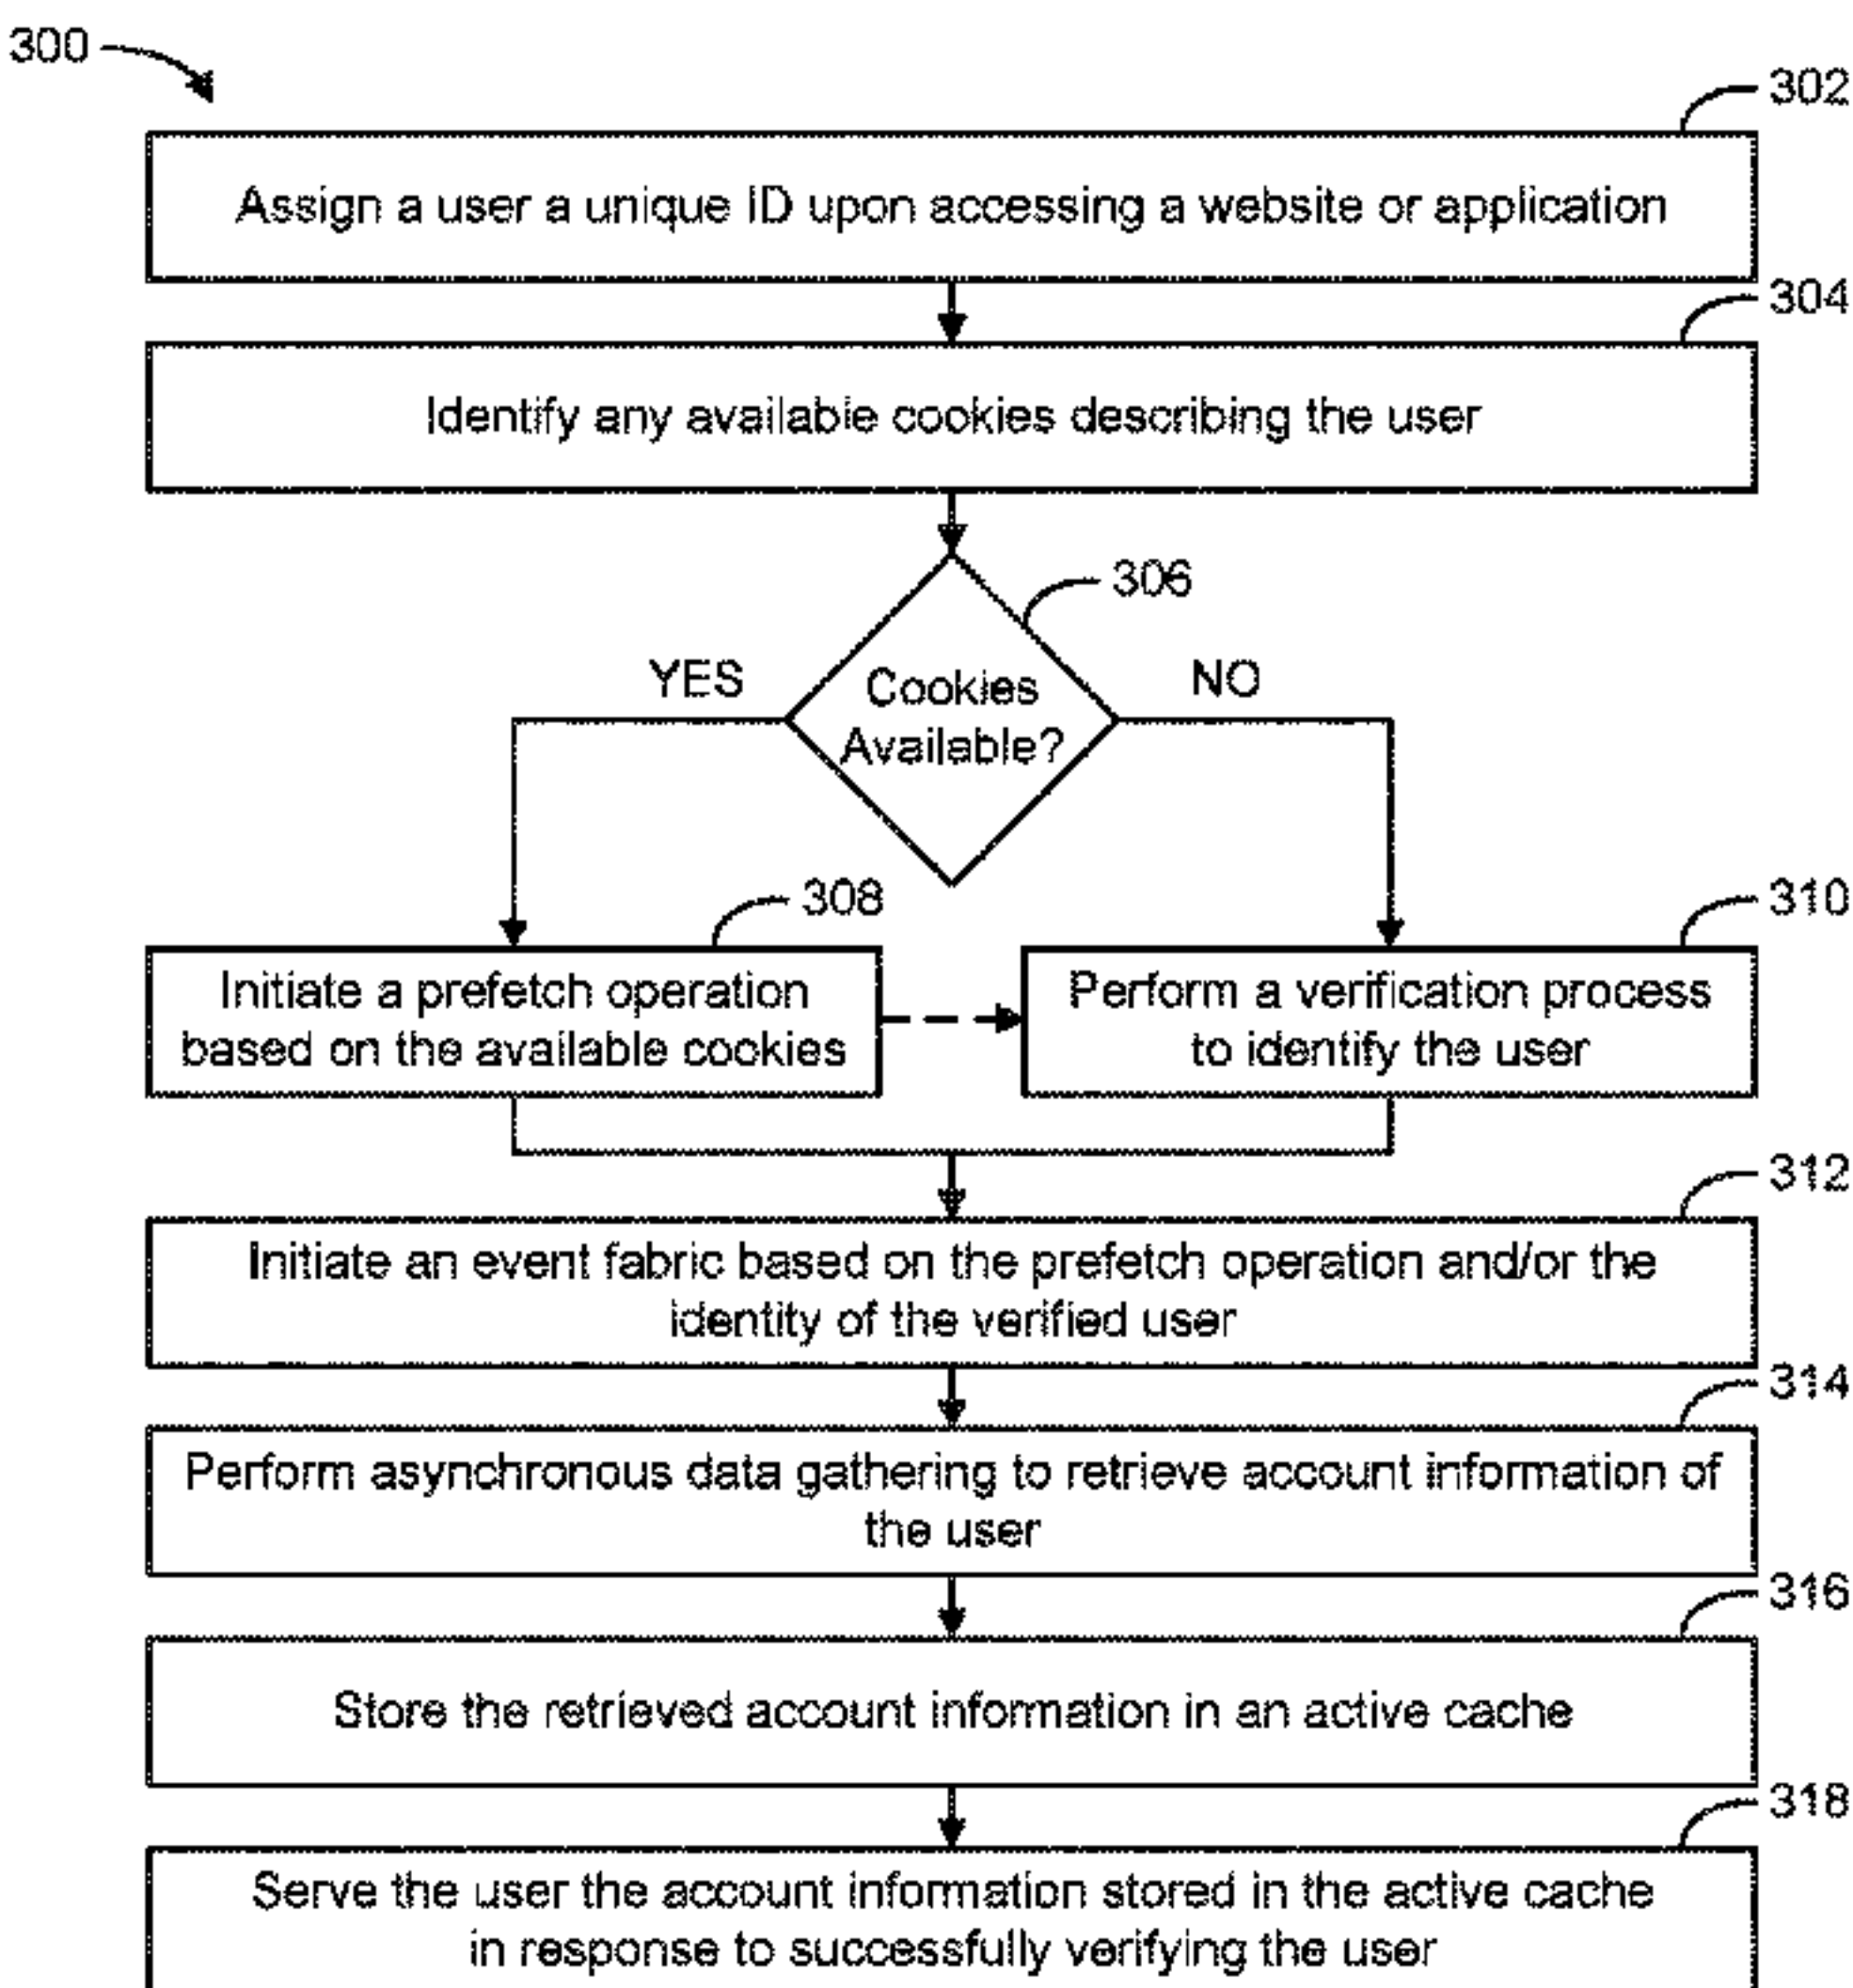 300
302
Assign a user a unique ID upon accessing a website or application
304
Identify any available cookies describing the user
306
YES
Cookies
Available?
NO
308
Initiate a prefetch operation
based on the available cookies
310
Perform a verification process
to identify the user
312
Initiate an event fabric based on the prefetch operation and/or the
identity of the verified user
314
Perform asynchronous data gathering to retrieve account information of
the user
316
Store the retrieved account information in an active cache
318
Serve the user the account information stored in the active cache
in response to successfully verifying the user